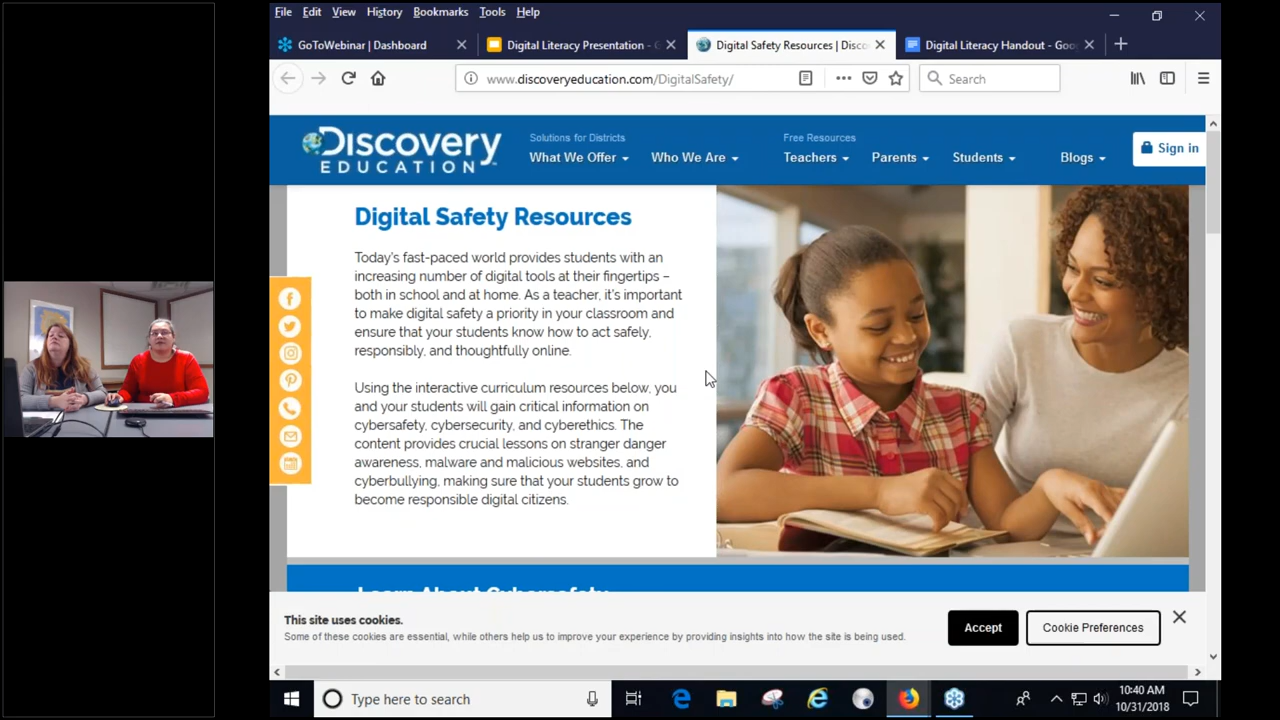 File Edit View History Bookmarks Tools Help
GoToWebinar | Dashboard
Digital Literacy Presentation - G
Digital Safety Resources | Disco
Digital Literacy Handout - Goo
www.discoveryeducation.com/DigitalSafety/
Search
Discovery
EDUCATION
Solutions for Districts
What We Offer
Who We Are
Free Resources
Teachers
Parents
Students
Blogs
Sign in
Digital Safety Resources
Today's fast-paced world provides students with an
increasing number of digital tools at their fingertips –
both in school and at home. As a teacher, it's important
to make digital safety a priority in your classroom and
ensure that your students know how to act safely,
responsibly, and thoughtfully online.
Using the interactive curriculum resources below, you
and your students will gain critical information on
cybersafety, cybersecurity, and cyberethics. The
content provides crucial lessons on stranger danger
awareness, malware and malicious websites, and
cyberbullying, making sure that your students grow to
become responsible digital citizens.
Learn About Cybersafety
This site uses cookies.
Some of these cookies are essential, while others help us to improve your experience by providing insights into how the site is being used.
Accept
Cookie Preferences
Type here to search
10:40 AM
10/31/2018